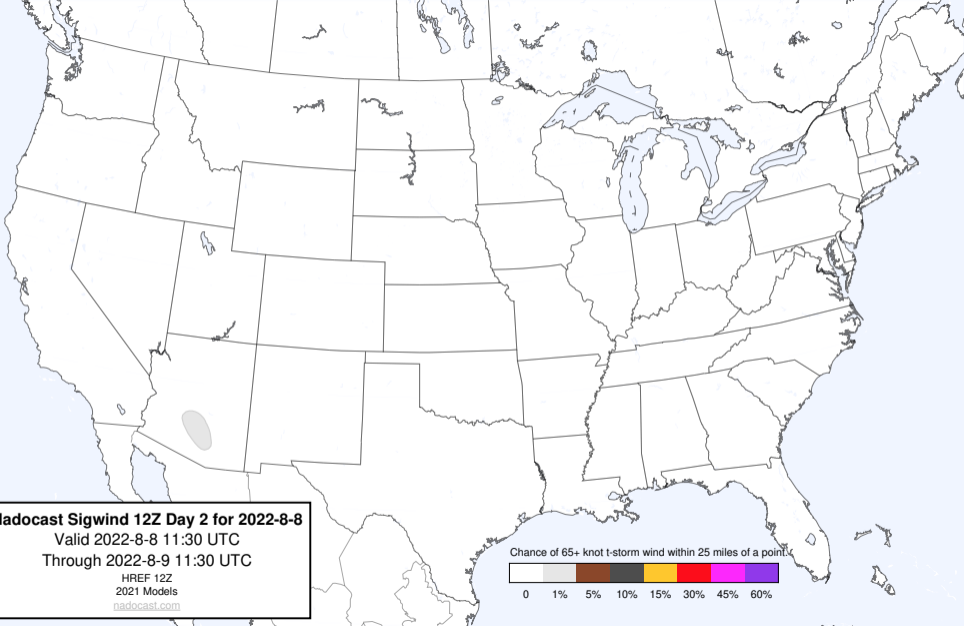 adocast Sigwind 12Z Day 2 for 2022-8-8
Valid 2022-8-8 11:30 UTC
Through 2022-8-9 11:30 UTC
HREF 12Z
2021 Models
nadocast.com
Chance of 65+ knot t-storm wind within 25 miles of a point.
0 1% 5% 10% 15% 30% 45% 60%